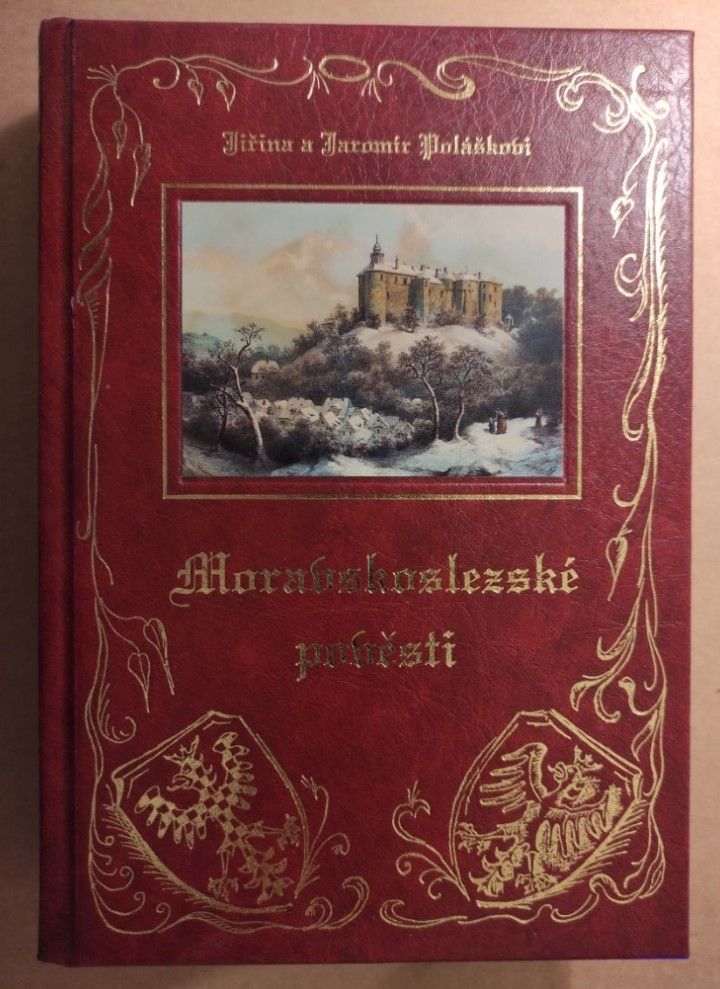 Jiřina a Jaromír Poláškovi
Moravskoslezské
pověsti